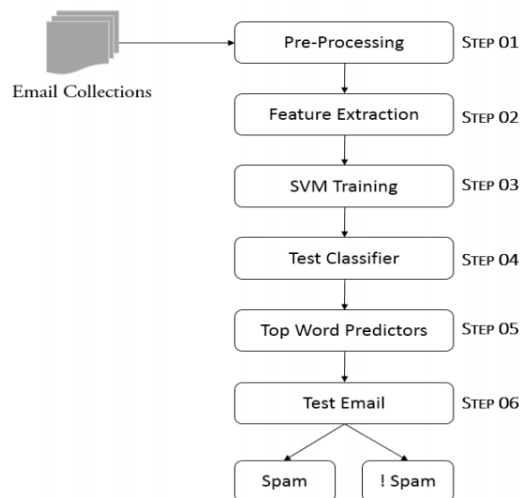 Pre-Processing STEP 01
Email Collections
Feature Extraction STEP 02
SVM Training STEP 03
Test Classifier STEP 04
Top Word Predictors STEP 05
Test Email STEP 06
Spam ! Spam